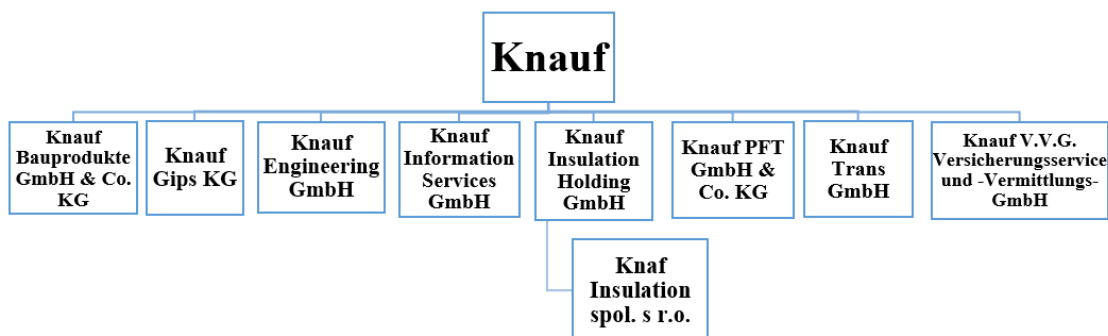 Knauf
Knauf
Bauprodukte
GmbH & Co.
KG
Knauf
Gips KG
Knauf
Engineering
GmbH
Knauf
Information
Services
GmbH
Knauf
Insulation
Holding
GmbH
Knauf PFT
GmbH &
Co. KG
Knauf
Trans
GmbH
Knauf V.V.G.
Versicherungsservice
und -Vermittlungs-
GmbH
Knaf
Insulation
spol. s r.o.